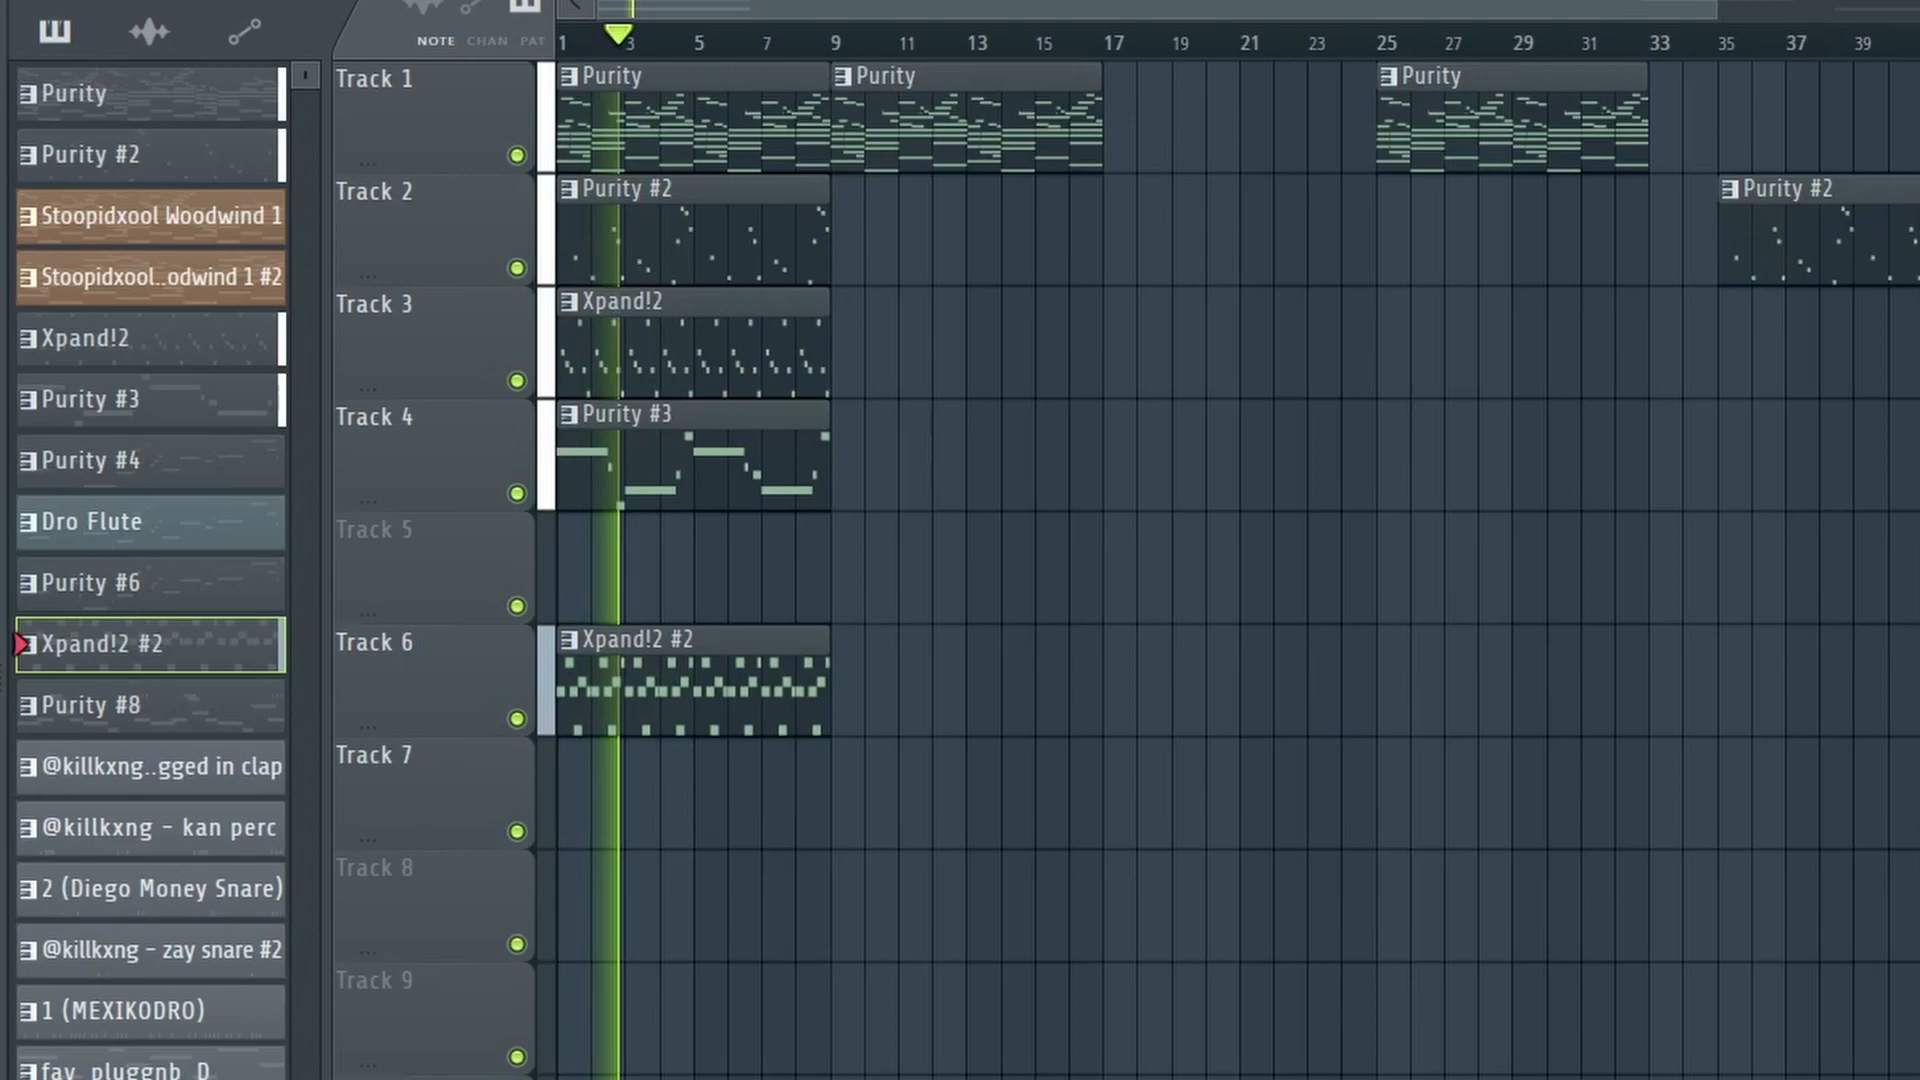 NOTE CHAN PAT
1 3 5 7 9 11 13 15 17 19 21 23 25 27 29 31 33 35 37 39
Purity
Purity #2
Stoopidxool Woodwind 1
Stoopidxool..odwind 1 #2
Xpand!2
Purity #3
Purity #4
Dro Flute
Purity #6
Xpand!2 #2
Purity #8
@killkxng..gged in clap
@killkxng - kan perc
2 (Diego Money Snare)
@killkxng - zay snare #2
1 (MEXIKODRO)
fav pluggnb D
Track 1
Purity
Purity
Purity
Track 2
Purity #2
Purity #2
Track 3
Xpand!2
Track 4
Purity #3
Track 5
Track 6
Xpand!2 #2
Track 7
Track 8
Track 9